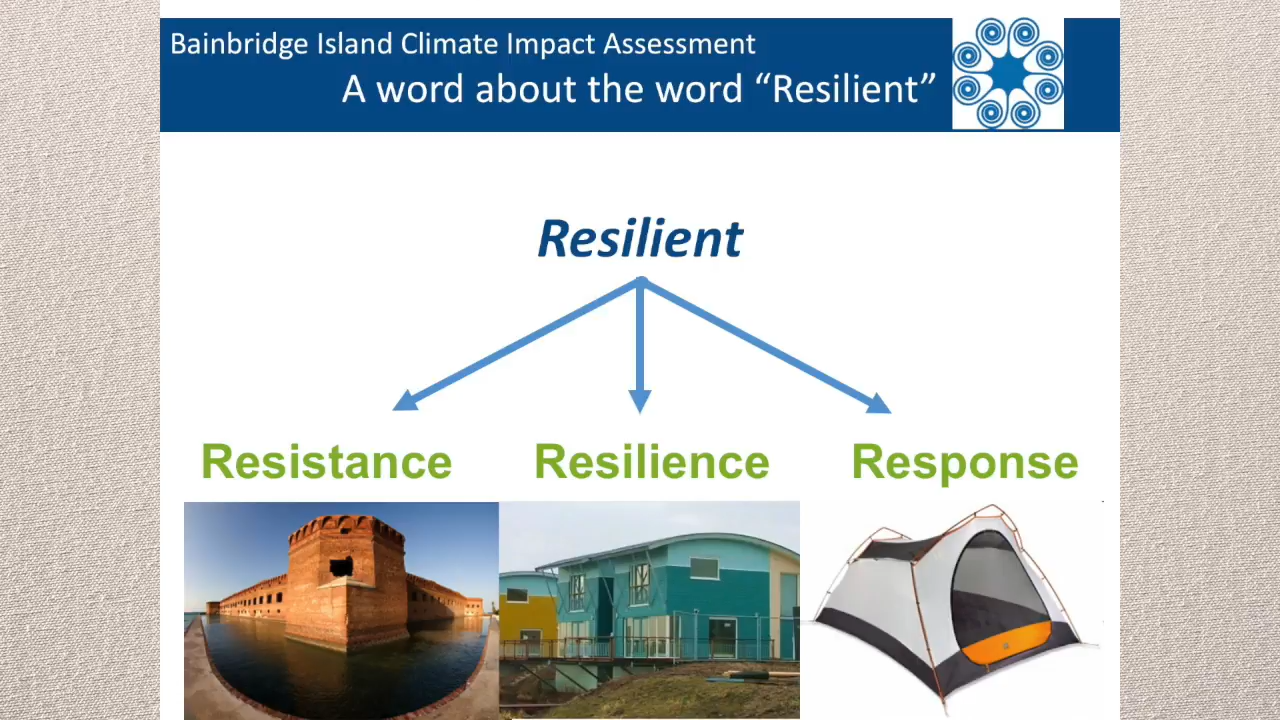 Bainbridge Island Climate Impact Assessment
A word about the word “Resilient”
Resilient
Resistance Resilience Response